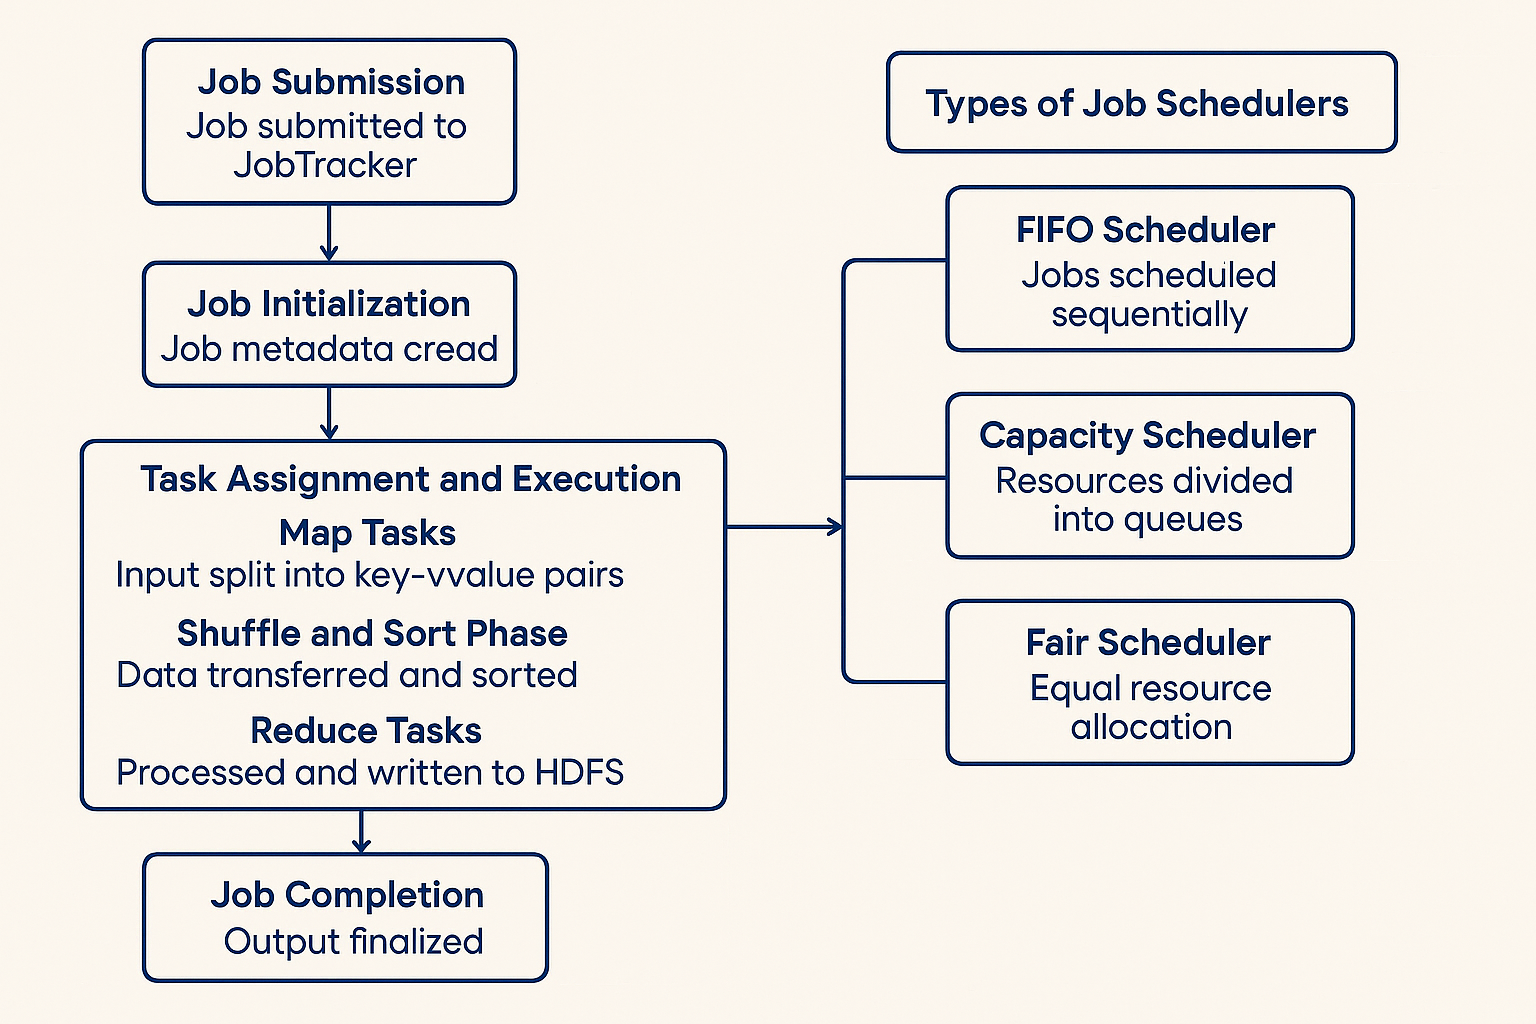 Job Submission
Job submitted to
JobTracker
Job Initialization
Job metadata cread
Task Assignment and Execution
Map Tasks
Input split into key-vvalue pairs
Shuffle and Sort Phase
Data transferred and sorted
Reduce Tasks
Processed and written to HDFS
Job Completion
Output finalized
Types of Job Schedulers
FIFO Scheduler
Jobs scheduled
sequentially
Capacity Scheduler
Resources divided
into queues
Fair Scheduler
Equal resource
allocation